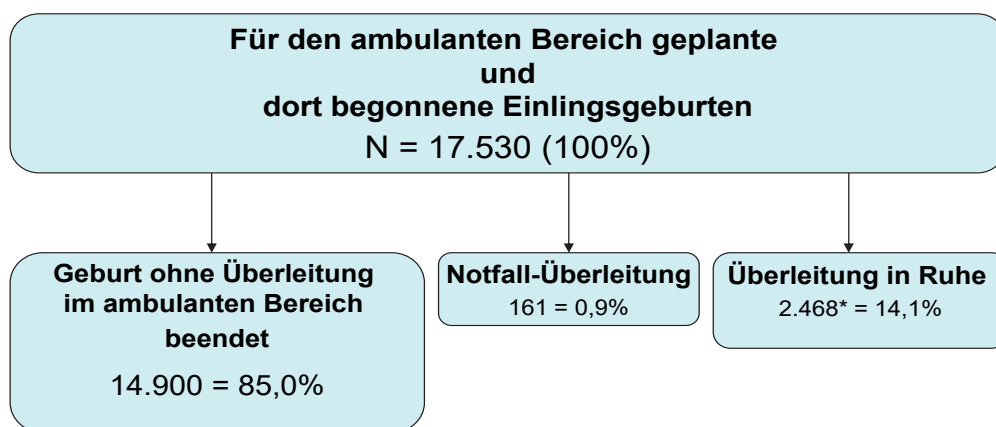 Für den ambulanten Bereich geplante
und
dort begonnene Einlingsgeburten
N = 17.530 (100%)
Geburt ohne Überleitung
im ambulanten Bereich
beendet
14.900 = 85,0%
Notfall-Überleitung
161 = 0,9%
Überleitung in Ruhe
2.468* = 14,1%